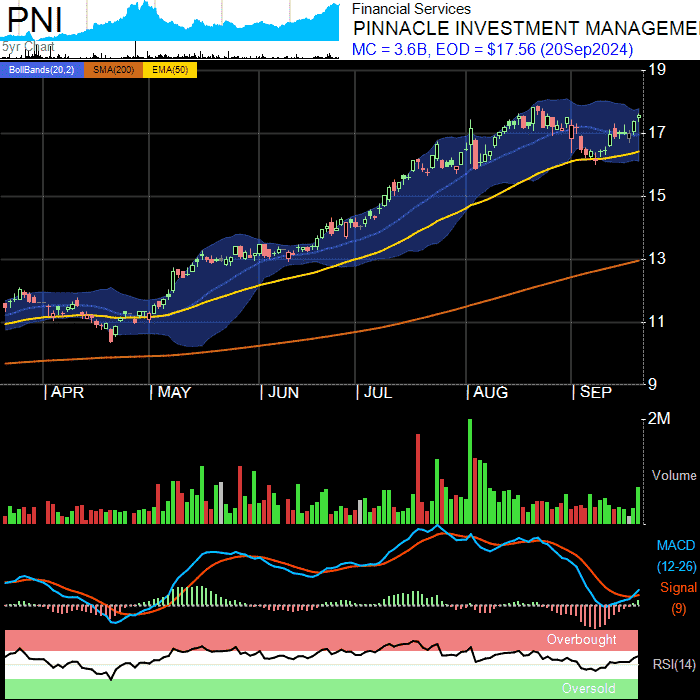 PNI
5yr Chart
Financial Services
PINNACLE INVESTMENT MANAGEME
MC = 3.6B, EOD = $17.56 (20Sep2024)
BollBands(20,2) SMA(200) EMA(50)
19
17
15
13
11
9
APR MAY JUN JUL AUG SEP
2M
Volume
MACD
(12-26)
Signal
(9)
Overbought
RSI(14)
Oversold